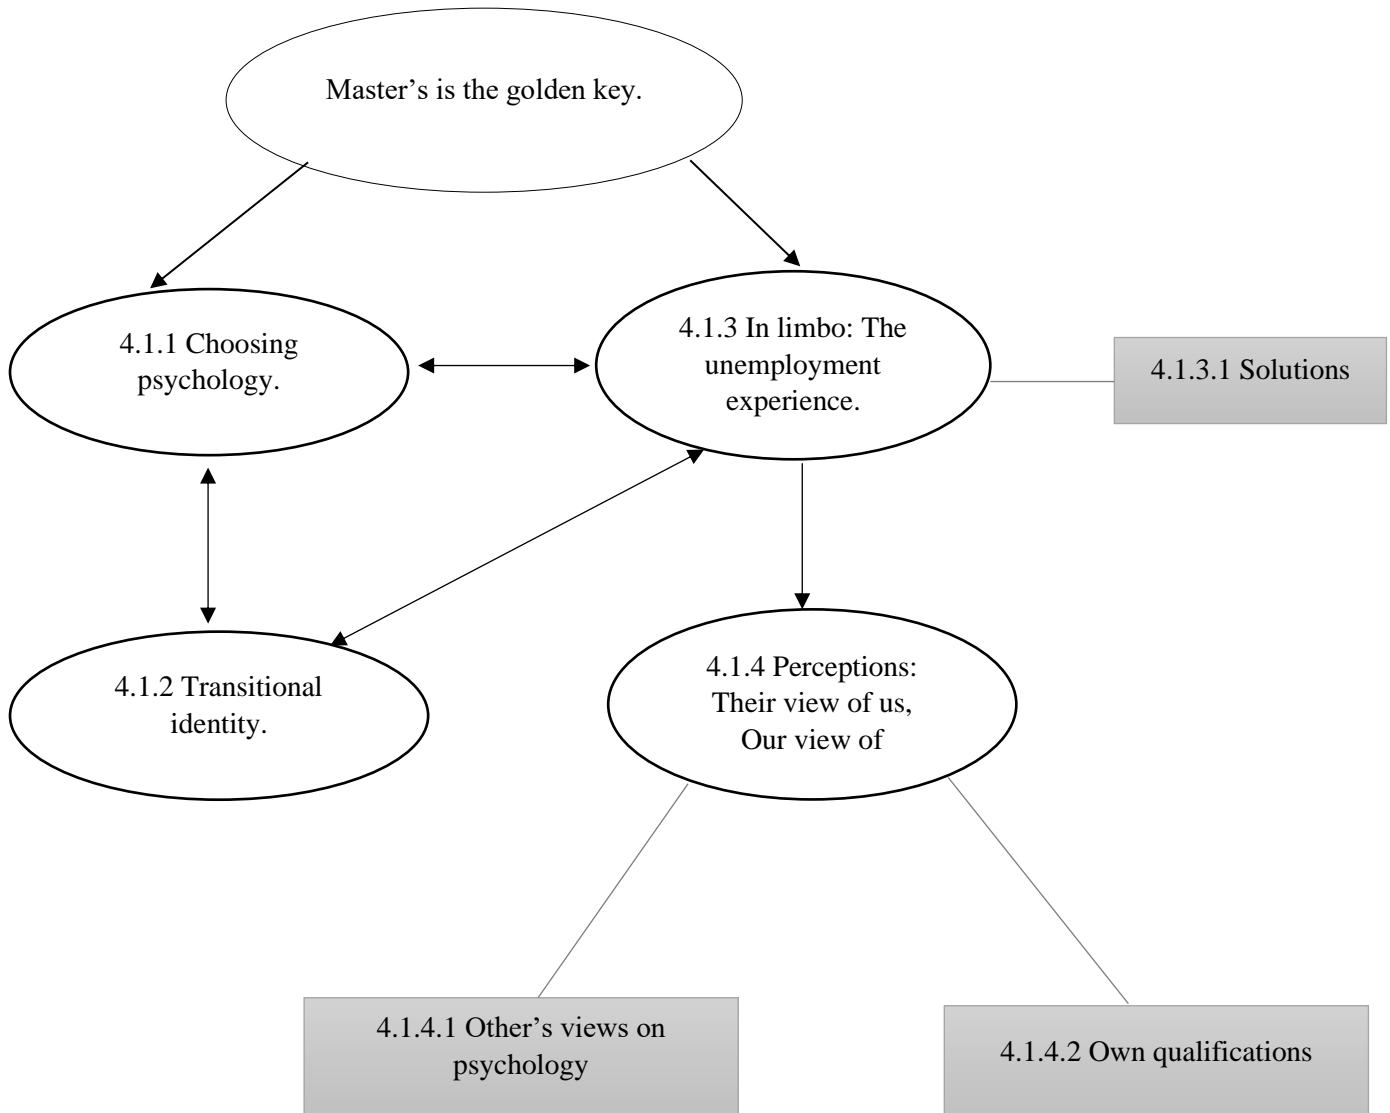 Master’s is the golden key.
4.1.1 Choosing
psychology.
4.1.3 In limbo: The
unemployment
experience.
4.1.3.1 Solutions
4.1.2 Transitional
identity.
4.1.4 Perceptions:
Their view of us,
Our view of
4.1.4.1 Other’s views on
psychology
4.1.4.2 Own qualifications